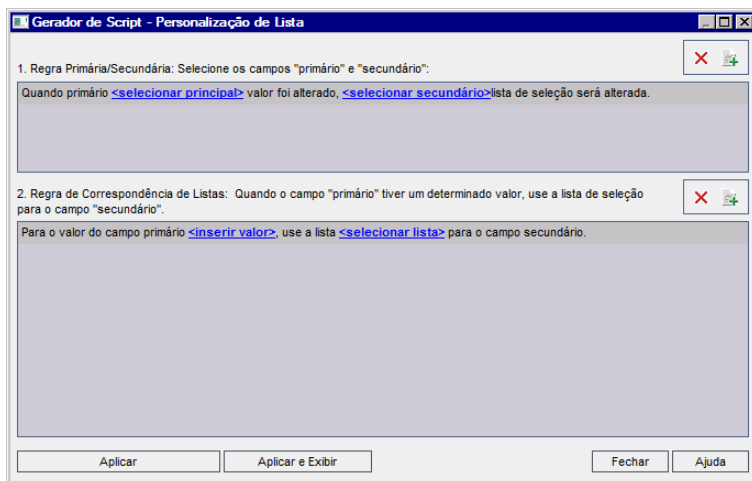 Gerador de Script - Personalização de Lista
1. Regra Primária/Secundária: Selecione os campos "primário" e "secundário":
Quando primário <selecionar principal> valor foi alterado, <selecionar secundário>lista de seleção será alterada.
2. Regra de Correspondência de Listas: Quando o campo "primário" tiver um determinado valor, use a lista de seleção
para o campo "secundário".
Para o valor do campo primário <inserir valor>, use a lista <selecionar lista> para o campo secundário.
Aplicar
Aplicar e Exibir
Fechar
Ajuda